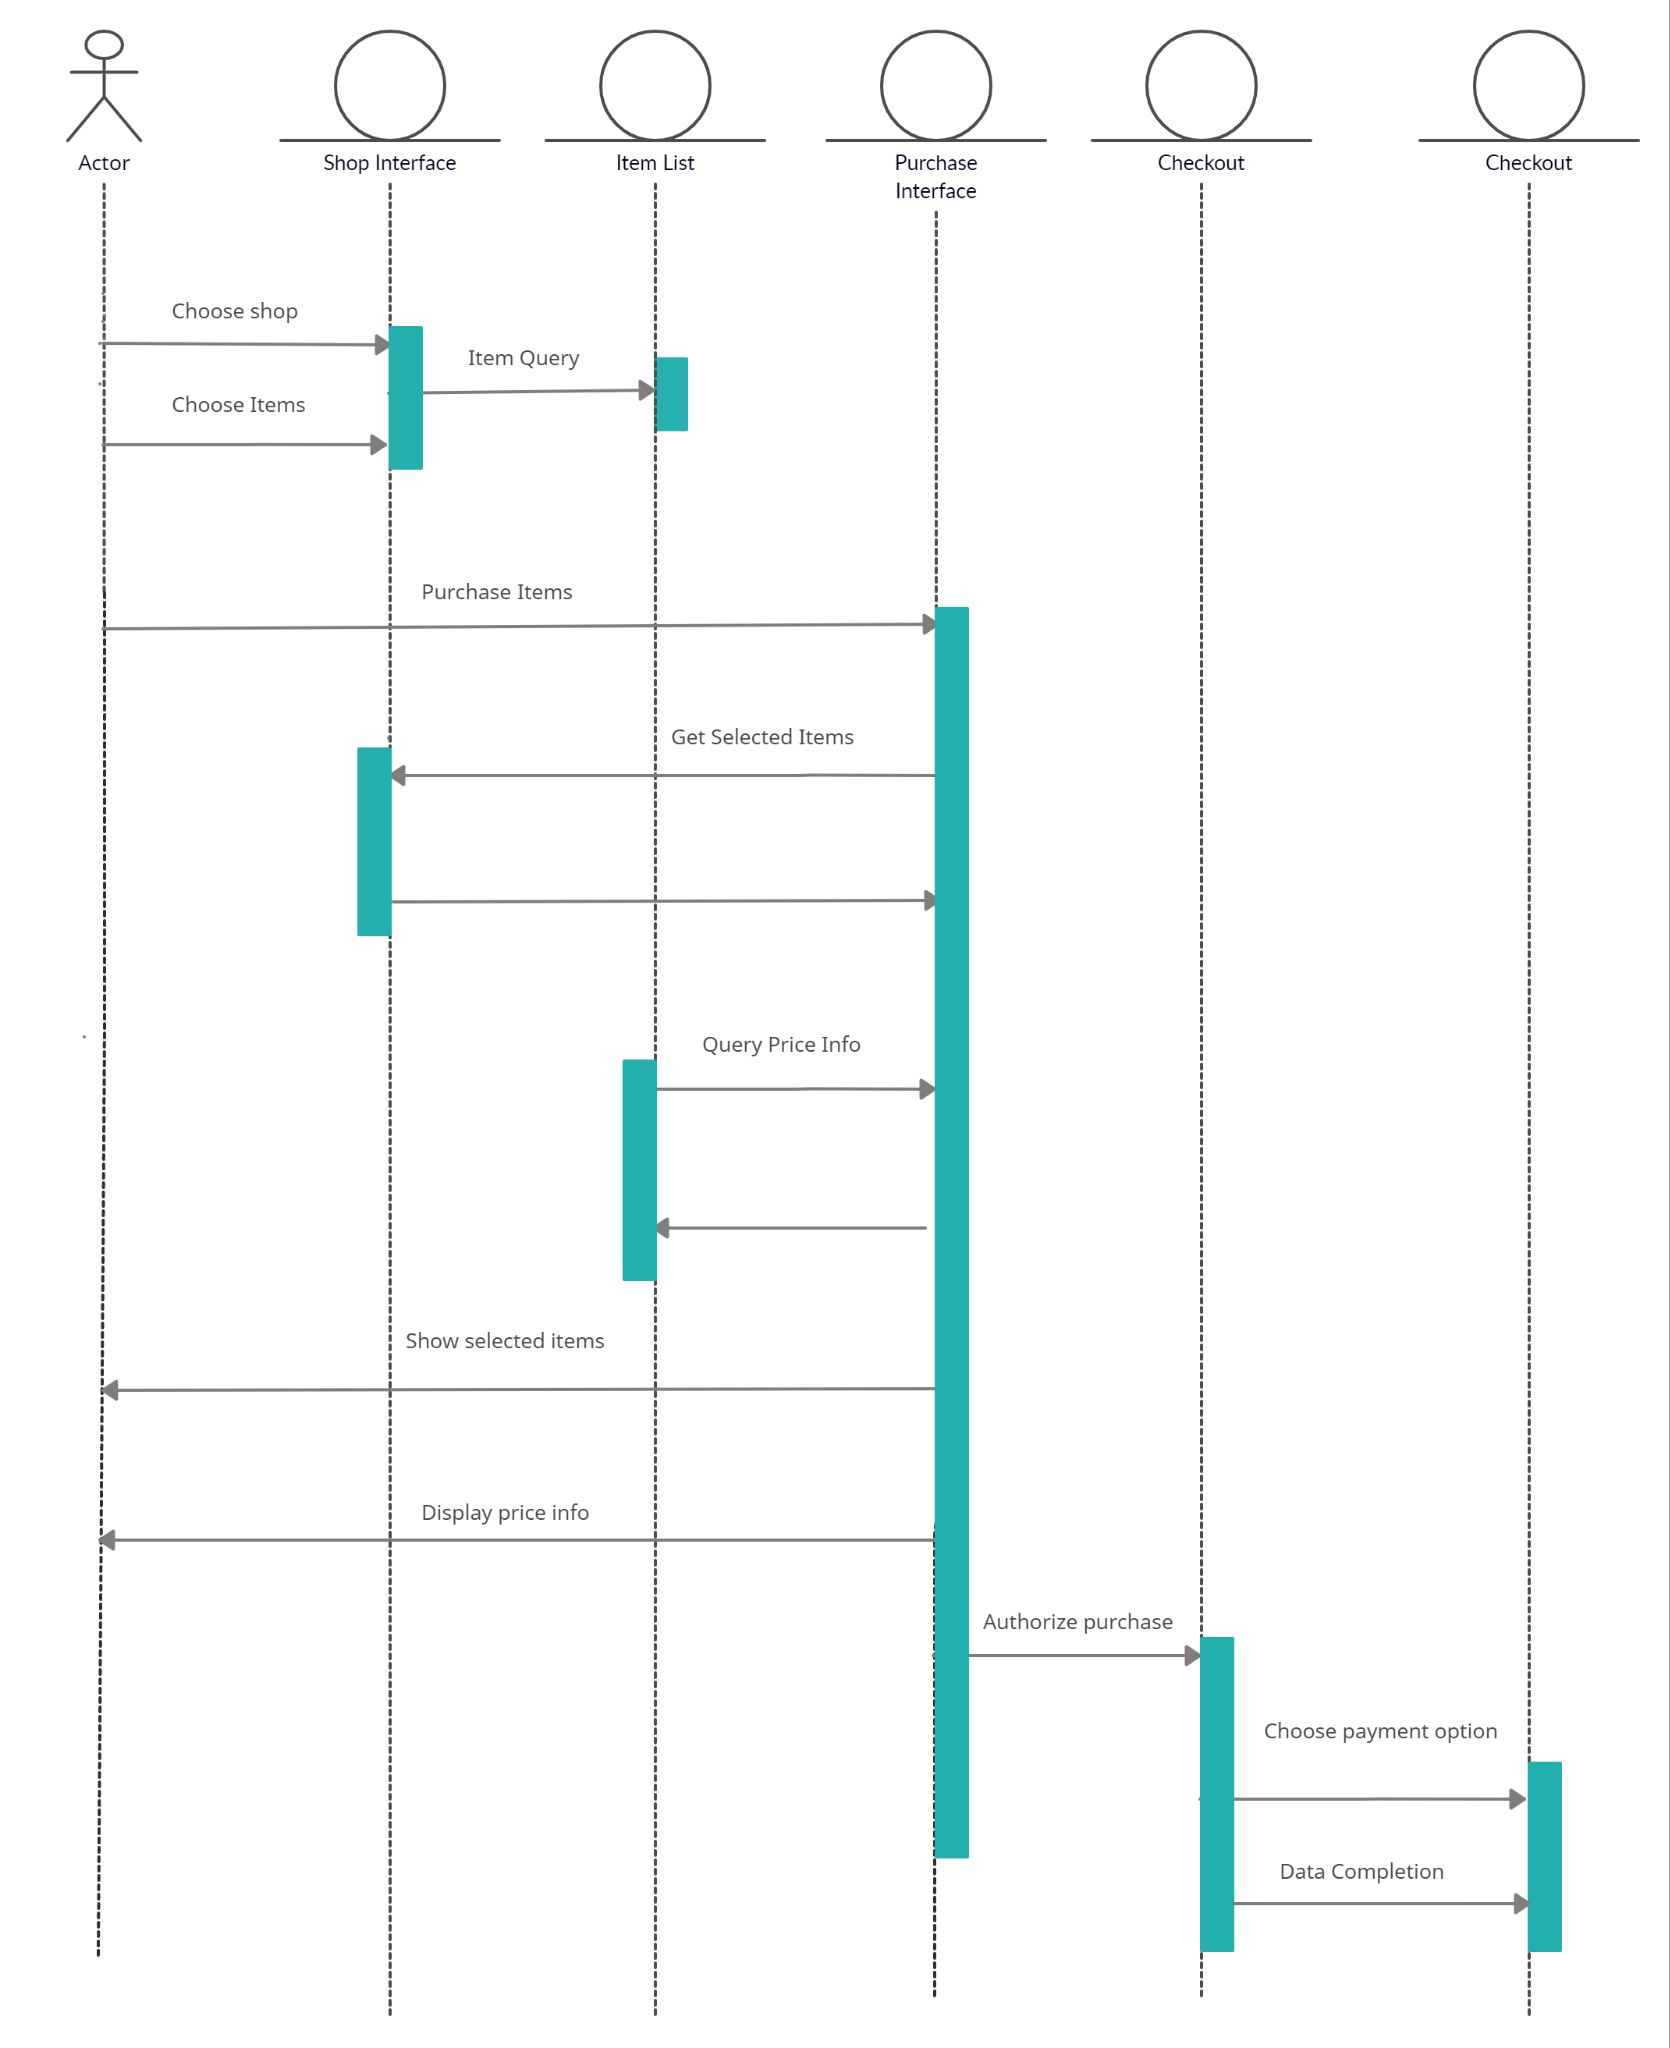 Actor
Shop Interface
Item List
Purchase
Interface
Checkout
Checkout
Choose shop
Item Query
Choose Items
Purchase Items
Get Selected Items
Query Price Info
Show selected items
Display price info
Authorize purchase
Choose payment option
Data Completion